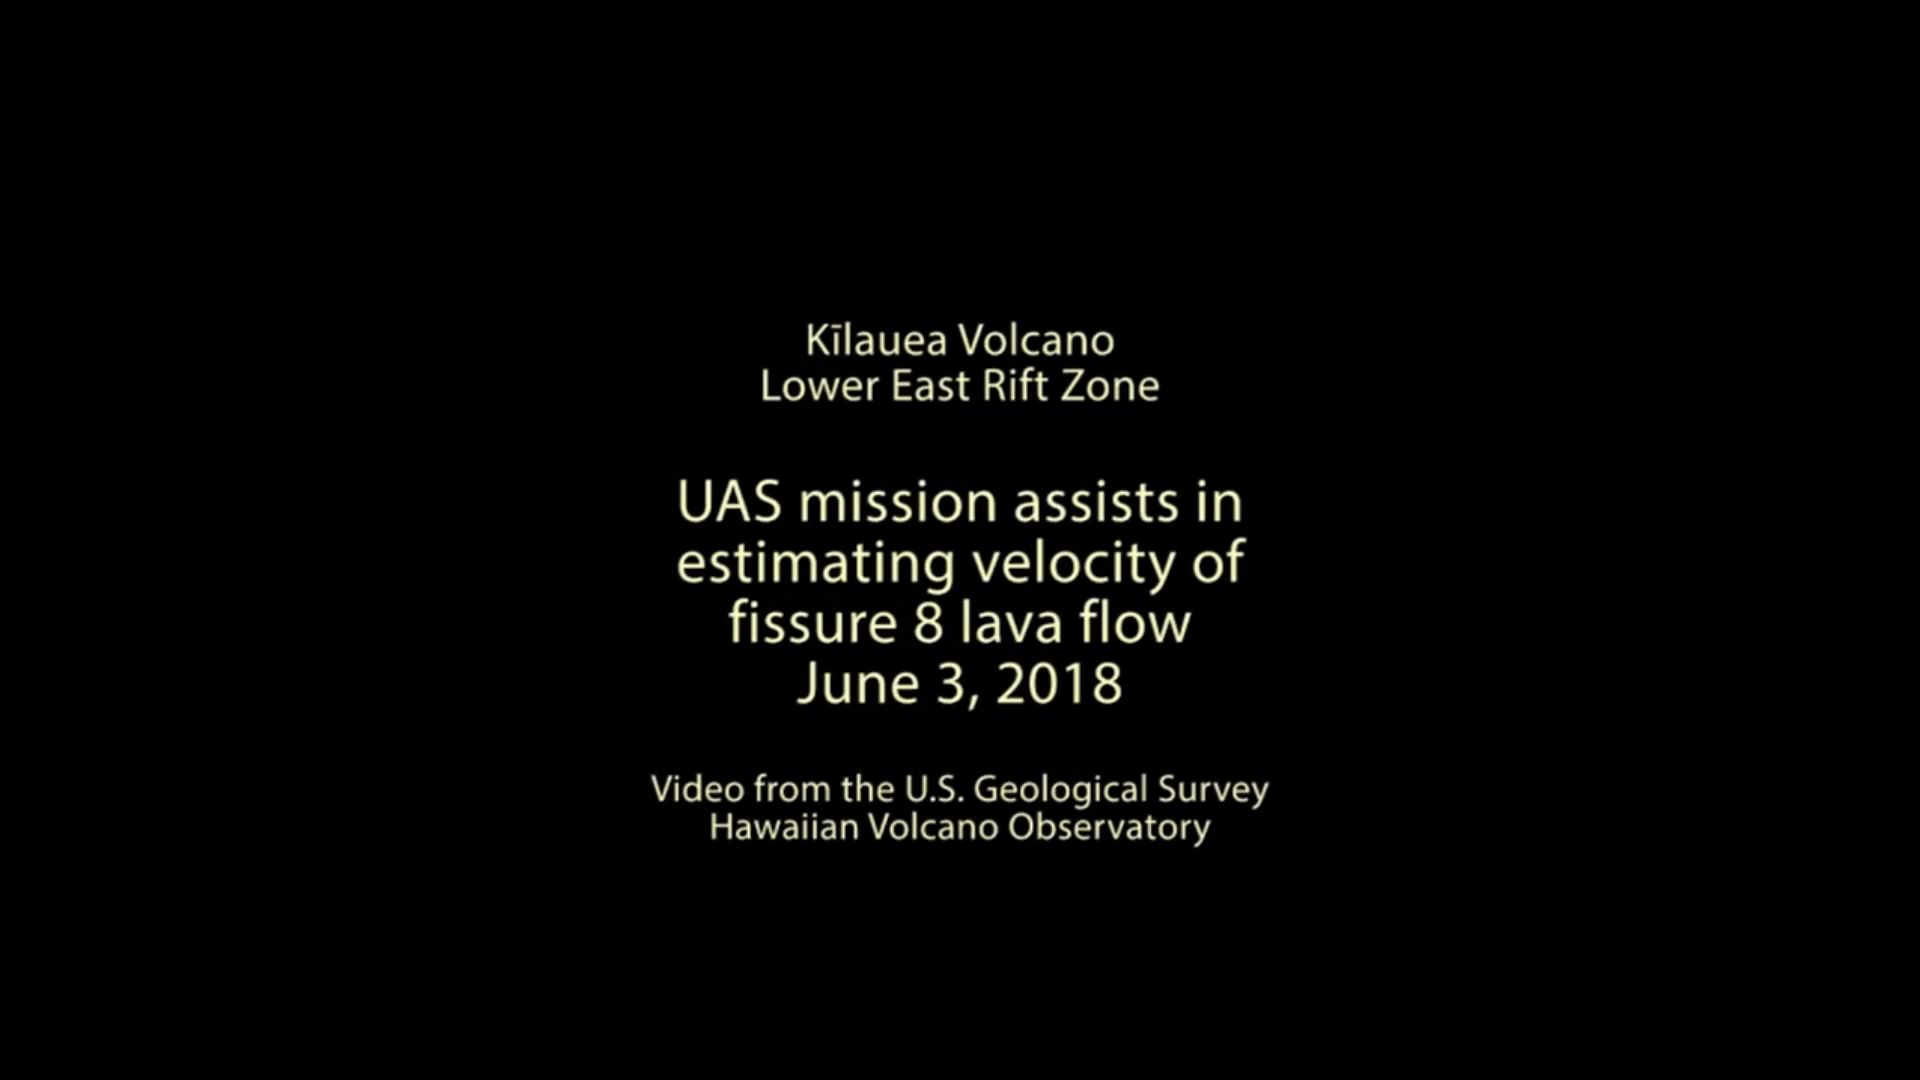 Kīlauea Volcano
Lower East Rift Zone
UAS mission assists in
estimating velocity of
fissure 8 lava flow
June 3, 2018
Video from the U.S. Geological Survey
Hawaiian Volcano Observatory